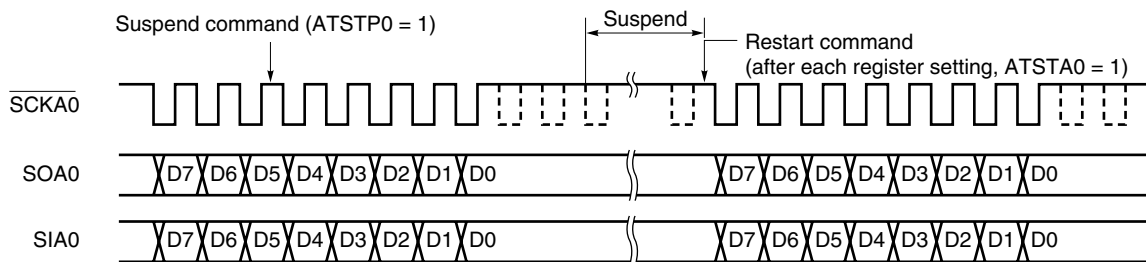 Suspend command (ATSTP0 = 1)
Suspend
Restart command
(after each register setting, ATSTA0 = 1)
SCKA0
SOA0 D7 D6 D5 D4 D3 D2 D1 D0 D7 D6 D5 D4 D3 D2 D1 D0
SIA0 D7 D6 D5 D4 D3 D2 D1 D0 D7 D6 D5 D4 D3 D2 D1 D0